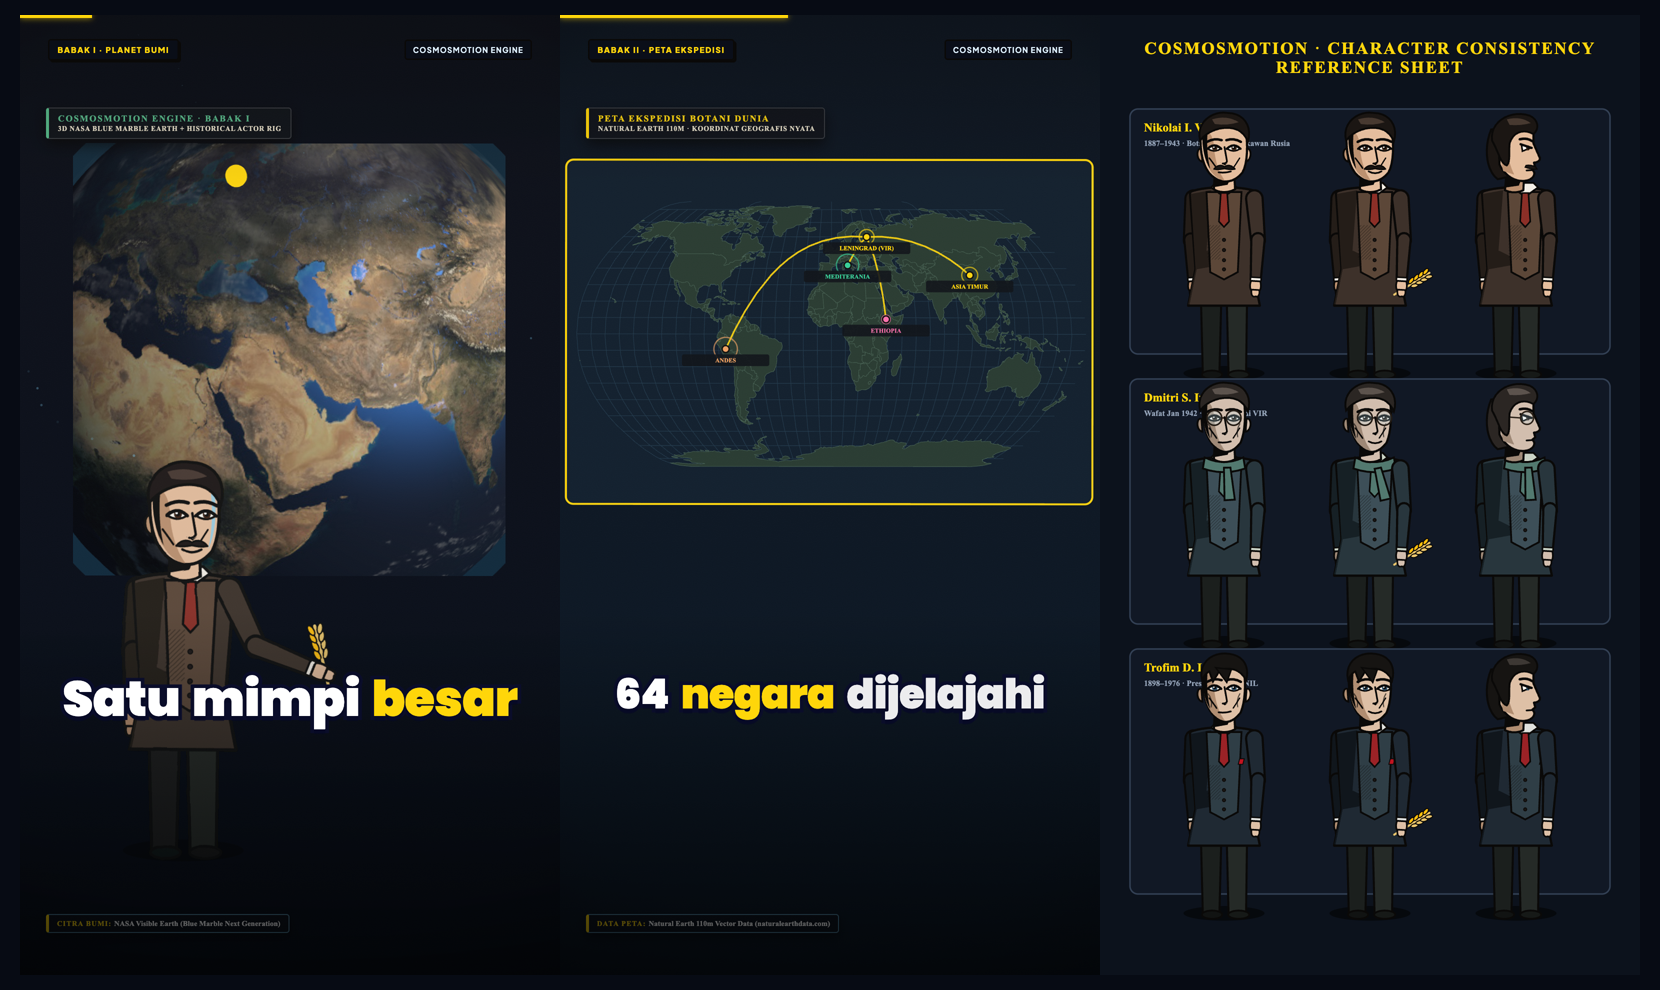 BABAK I · PLANET BUMI
COSMOSMOTION ENGINE
COSMOSMOTION ENGINE · BABAK I
3D NASA BLUE MARBLE EARTH + HISTORICAL ACTOR RIG
Satu mimpi besar
CITRA BUMI: NASA Visible Earth (Blue Marble Next Generation)
BABAK II · PETA EKSPEDISI
COSMOSMOTION ENGINE
PETA EKSPEDISI BOTANI DUNIA
NATURAL EARTH 110M · KOORDINAT GEOGRAFIS NYATA
LENINGRAD (VIR)
MEDITERANIA
ASIA TIMUR
ETHIOPIA
ANDES
64 negara dijelajahi
DATA PETA: Natural Earth 110m Vector Data (naturalearthdata.com)
COSMOSMOTION · CHARACTER CONSISTENCY
REFERENCE SHEET
Nikolai I.
1887–1943 · Rusia
Dmitri S.
Wafat Jan 1942 VIR
Trofim D.
1898–1976 ·